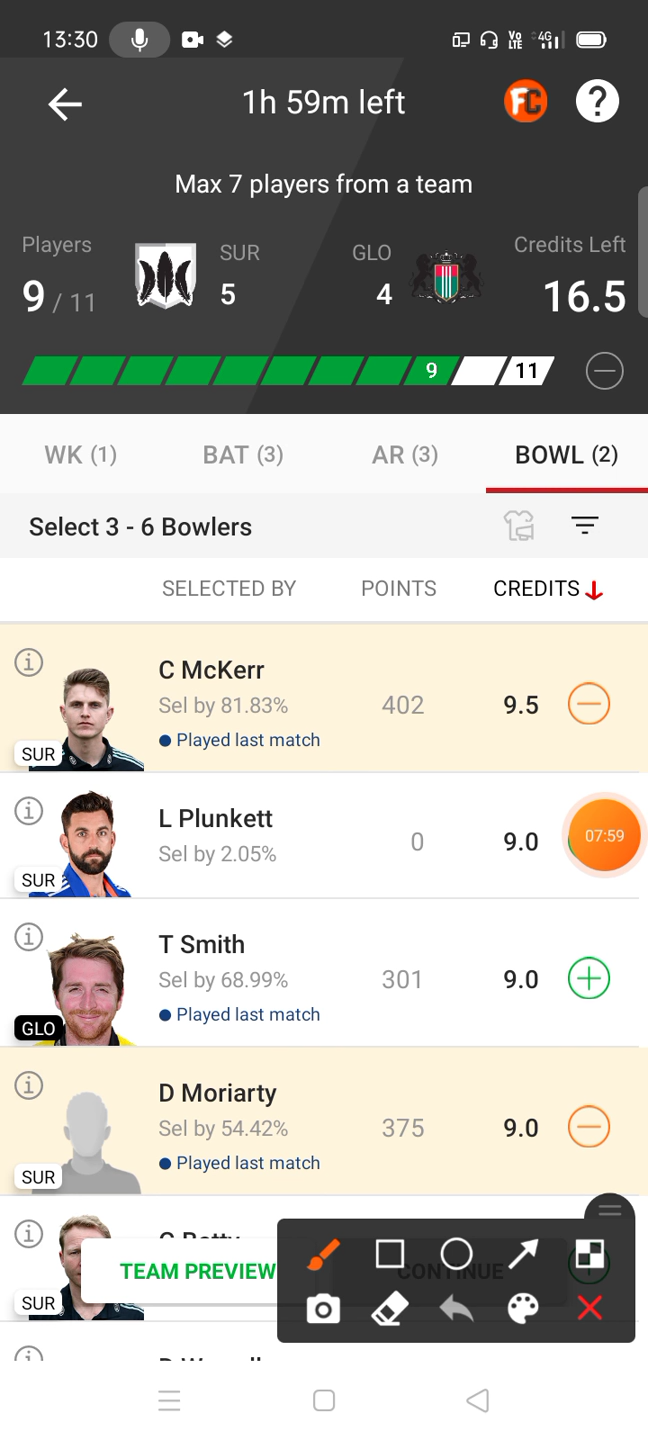 13:30
Vo LTE 4G
1h 59m left
FC ?
Max 7 players from a team
Players SUR GLO Credits Left
9 / 11 5 4 16.5
9 11
WK (1) BAT (3) AR (3) BOWL (2)
Select 3 - 6 Bowlers
SELECTED BY POINTS CREDITS
C McKerr
Sel by 81.83% 402 9.5
Played last match
SUR
L Plunkett
Sel by 2.05% 0 9.0
07:59
SUR
T Smith
Sel by 68.99% 301 9.0
Played last match
GLO
D Moriarty
Sel by 54.42% 375 9.0
Played last match
SUR
TEAM PREVIEW CONTINUE
SUR